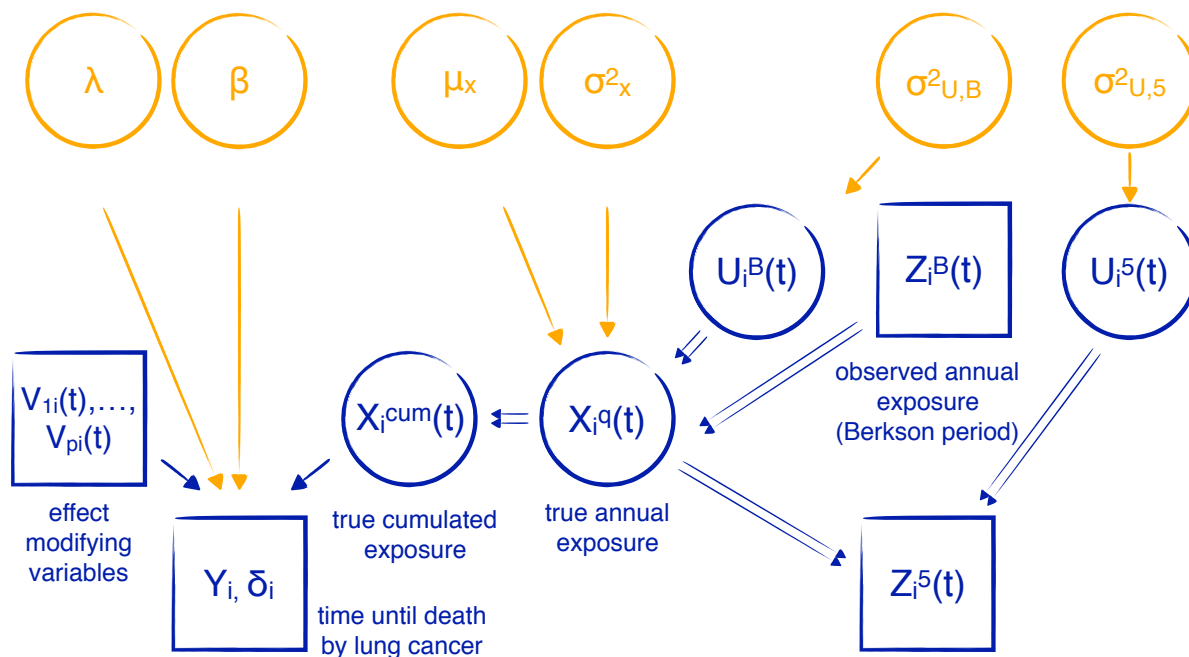 λ
β
μx
σ²x
σ²U,B
σ²U,5
UiB(t)
ZiB(t)
Ui5(t)
V1i(t),…,
Vpi(t)
Xicum(t)
Xiq(t)
observed annual
exposure
(Berkson period)
effect
modifying
variables
true cumulated
exposure
true annual
exposure
Yi, δi
time until death
by lung cancer
Zi5(t)